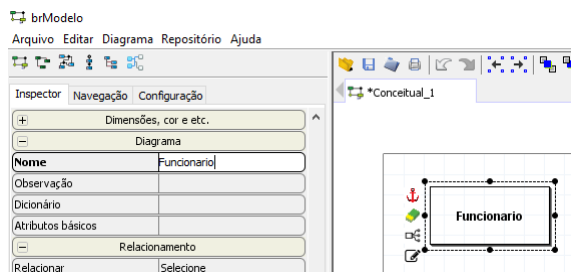 brModelo
Arquivo Editar Diagrama Repositório Ajuda
Inspector Navegação Configuração
*Conceitual_1
Dimensões, cor e etc.
Diagrama
Nome Funcionario
Observação
Dicionário
Atributos básicos
Relacionamento
Relacionar Selecione
Funcionario